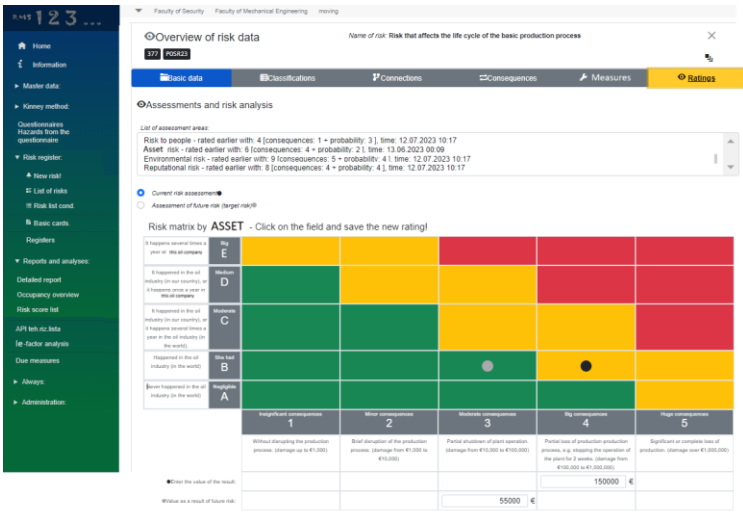 RMS 1 2 3 ...
Home
Information
Master data:
Kinney method:
Questionnaires
Hazards from the
questionnaire
Risk register:
New risk!
List of risks
Risk list cond.
Basic cards.
Registers
Reports and analyses:
Detailed report
Occupancy overview
Risk score list
API teh.riz.lista
Ie-factor analysis
Due measures
Always:
Administration:
Faculty of Security Faculty of Mechanical Engineering moving
Overview of risk
data
Name of risk: Risk that affects the life cycle of the basic production process
377 POSR23
Basic data Classifications Connections Consequences Measures Ratings
Assessments and risk
analysis
List of assessment areas:
Risk to people - rated earlier with: 4 [consequences: 1 + probability: 3 ], time: 12.07.2023 10:17
Asset risk - rated earlier with: 6 [consequences: 4 + probability: 2 ], time: 13.06.2023 00:09
Environmental risk - rated earlier with: 9 [consequences: 5 + probability: 4 ], time: 12.07.2023 10:17
Reputational risk - rated earlier with: 8 [consequences: 4 + probability: 4 ], time: 12.07.2023 10:17
Current risk assessment
Assessment of future risk (target
risk)
Risk matrix by ASSET - Click on the field and save the new rating!
It happens several times a
year at this oil company
Big
E
It happened in the oil
industry (in our country), or
it happens once a year in
this oil company
Medium
D
It happened in the oil
industry (in our country), or
it happens several times a
year in the oil industry (in
the world)
Moderate
C
Happened in the oil
industry (in the world)
She had
B
Never happened in the oil
industry (in the world)
Negligible
A
Insignificant consequences
1
Minor consequences
2
Moderate consequences
3
Big consequences
4
Huge consequences
5
Without disrupting the production
process. (damage up to €1,000)
Brief disruption of the production
process. (damage from €1,000 to
€10,000)
Partial shutdown of plant operation.
(damage from €10,000 to €100,000)
Partial loss of production production
process, e.g. stopping the operation of
the plant for 2 weeks. (damage from
€100,000 to €1,000,000)
Significant or complete loss of
production. (damage over €1,000,000)
Enter the value of the result:
150000 €
Value as a result of future risk:
55000 €